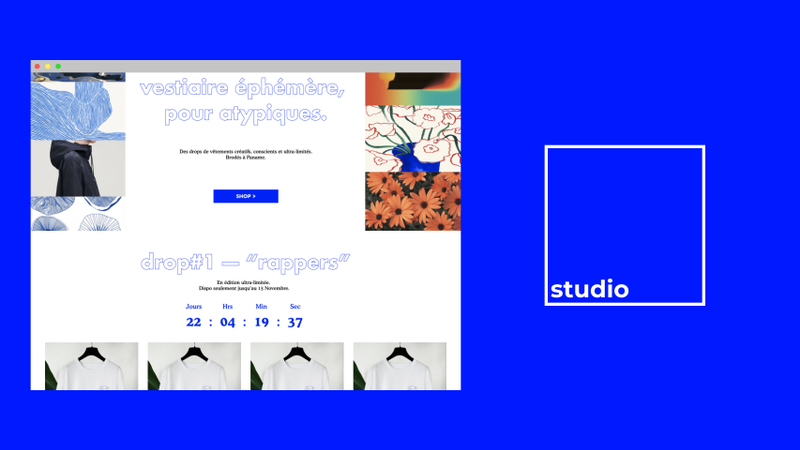 vestiaire éphémère,
pour atypiques.
Des drops de vêtements créatifs, conscients et ultra-limités.
Brodés à Paname.
SHOP >
drop#1 — "rappers"
En édition ultra-limitée.
Dispo seulement jusqu'au 15 Novembre.
Jours Hrs Min Sec
22 : 04 : 19 : 37
studio